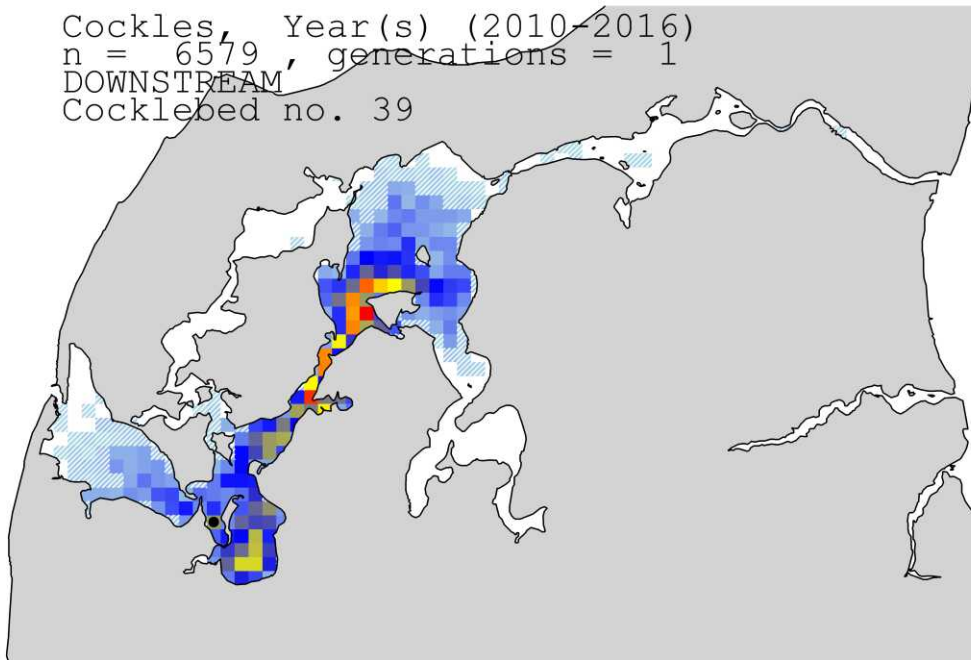 Cockles, Year(s) (2010-2016)
n = 6579 , generations = 1
DOWNSTREAM
Cocklebed no. 39